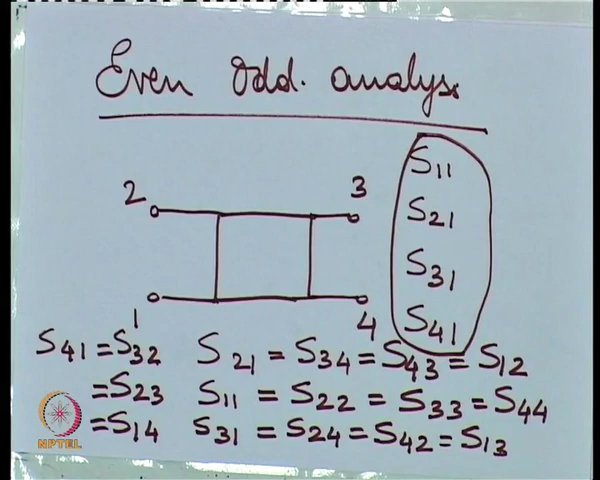 Even Odd. analysis
S11
2 3
S21
S31
1 4
S41
S41 = S32 S21 = S34 = S43 = S12
= S23 S11 = S22 = S33 = S44
= S14 S31 = S24 = S42 = S13
NPTEL